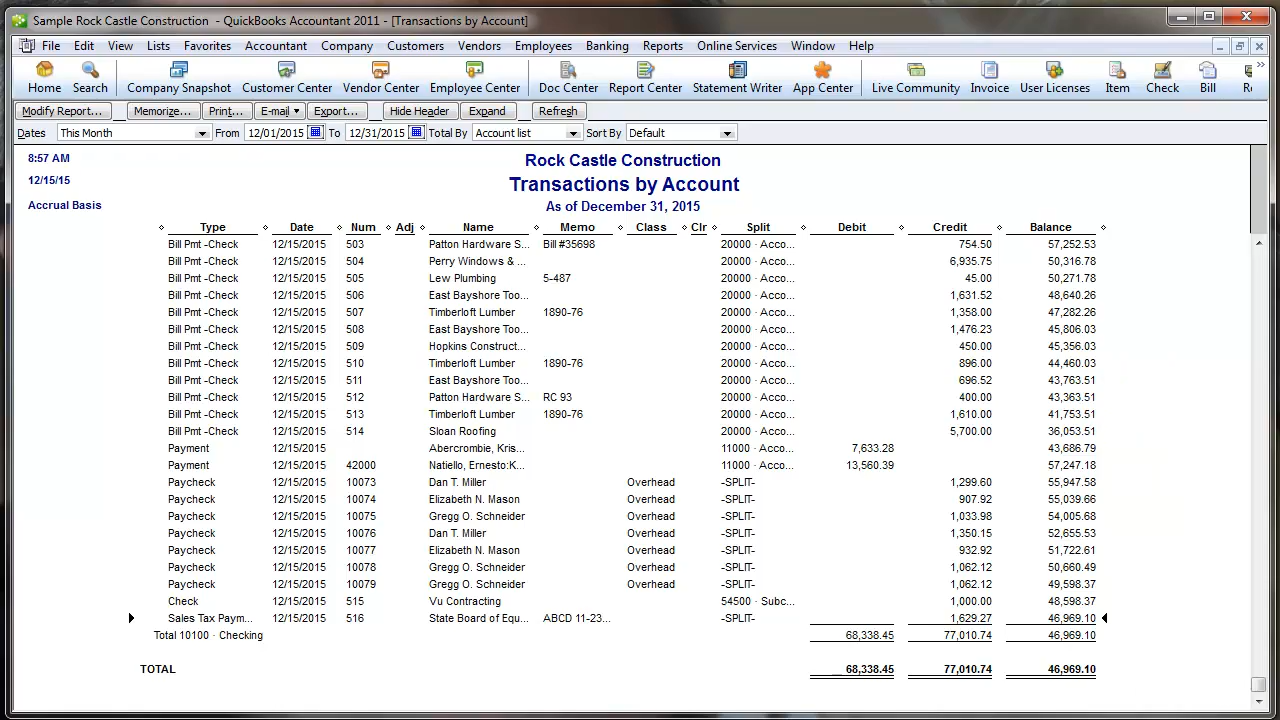 Sample Rock Castle Construction - QuickBooks Accountant 2011 - [Transactions by Account]
File Edit View Lists Favorites Accountant Company Customers Vendors Employees Banking Reports Online Services Window Help
Home Search Company Snapshot Customer Center Vendor Center Employee Center Doc Center Report Center Statement Writer App Center Live Community Invoice User Licenses Item Check Bill
Modify Report... Memorize... Print... E-mail Export... Hide Header Expand Refresh
Dates This Month From 12/01/2015 To 12/31/2015 Total By Account list Sort By Default
8:57 AM
12/15/15
Accrual Basis
Rock Castle Construction
Transactions by Account
As of December 31, 2015
Type Date Num Adj Name Memo Class Clr Split Debit Credit Balance
Bill Pmt -Check 12/15/2015 503 Patton Hardware S... Bill #35698 20000 · Acco... 754.50 57,252.53
Bill Pmt -Check 12/15/2015 504 Perry Windows & ... 20000 · Acco... 6,935.75 50,316.78
Bill Pmt -Check 12/15/2015 505 Lew Plumbing 5-487 20000 · Acco... 45.00 50,271.78
Bill Pmt -Check 12/15/2015 506 East Bayshore Too... 20000 · Acco... 1,631.52 48,640.26
Bill Pmt -Check 12/15/2015 507 Timberloft Lumber 1890-76 20000 · Acco... 1,358.00 47,282.26
Bill Pmt -Check 12/15/2015 508 East Bayshore Too... 20000 · Acco... 1,476.23 45,806.03
Bill Pmt -Check 12/15/2015 509 Hopkins Construct... 20000 · Acco... 450.00 45,356.03
Bill Pmt -Check 12/15/2015 510 Timberloft Lumber 1890-76 20000 · Acco... 896.00 44,460.03
Bill Pmt -Check 12/15/2015 511 East Bayshore Too... 20000 · Acco... 696.52 43,763.51
Bill Pmt -Check 12/15/2015 512 Patton Hardware S... RC 93 20000 · Acco... 400.00 43,363.51
Bill Pmt -Check 12/15/2015 513 Timberloft Lumber 1890-76 20000 · Acco... 1,610.00 41,753.51
Bill Pmt -Check 12/15/2015 514 Sloan Roofing 20000 · Acco... 5,700.00 36,053.51
Payment 12/15/2015 Abercrombie, Kris... 11000 · Acco... 7,633.28 43,686.79
Payment 12/15/2015 42000 Natiello, Ernesto:K... 11000 · Acco... 13,560.39 57,247.18
Paycheck 12/15/2015 10073 Dan T. Miller Overhead -SPLIT- 1,299.60 55,947.58
Paycheck 12/15/2015 10074 Elizabeth N. Mason Overhead -SPLIT- 907.92 55,039.66
Paycheck 12/15/2015 10075 Gregg O. Schneider Overhead -SPLIT- 1,033.98 54,005.68
Paycheck 12/15/2015 10076 Dan T. Miller Overhead -SPLIT- 1,350.15 52,655.53
Paycheck 12/15/2015 10077 Elizabeth N. Mason Overhead -SPLIT- 932.92 51,722.61
Paycheck 12/15/2015 10078 Gregg O. Schneider Overhead -SPLIT- 1,062.12 50,660.49
Paycheck 12/15/2015 10079 Gregg O. Schneider Overhead -SPLIT- 1,062.12 49,598.37
Check 12/15/2015 515 Vu Contracting 54500 · Subc... 1,000.00 48,598.37
Sales Tax Paym... 12/15/2015 516 State Board of Equ... ABCD 11-23... -SPLIT- 1,629.27 46,969.10
Total 10100 · Checking 68,338.45 77,010.74 46,969.10
TOTAL 68,338.45 77,010.74 46,969.10